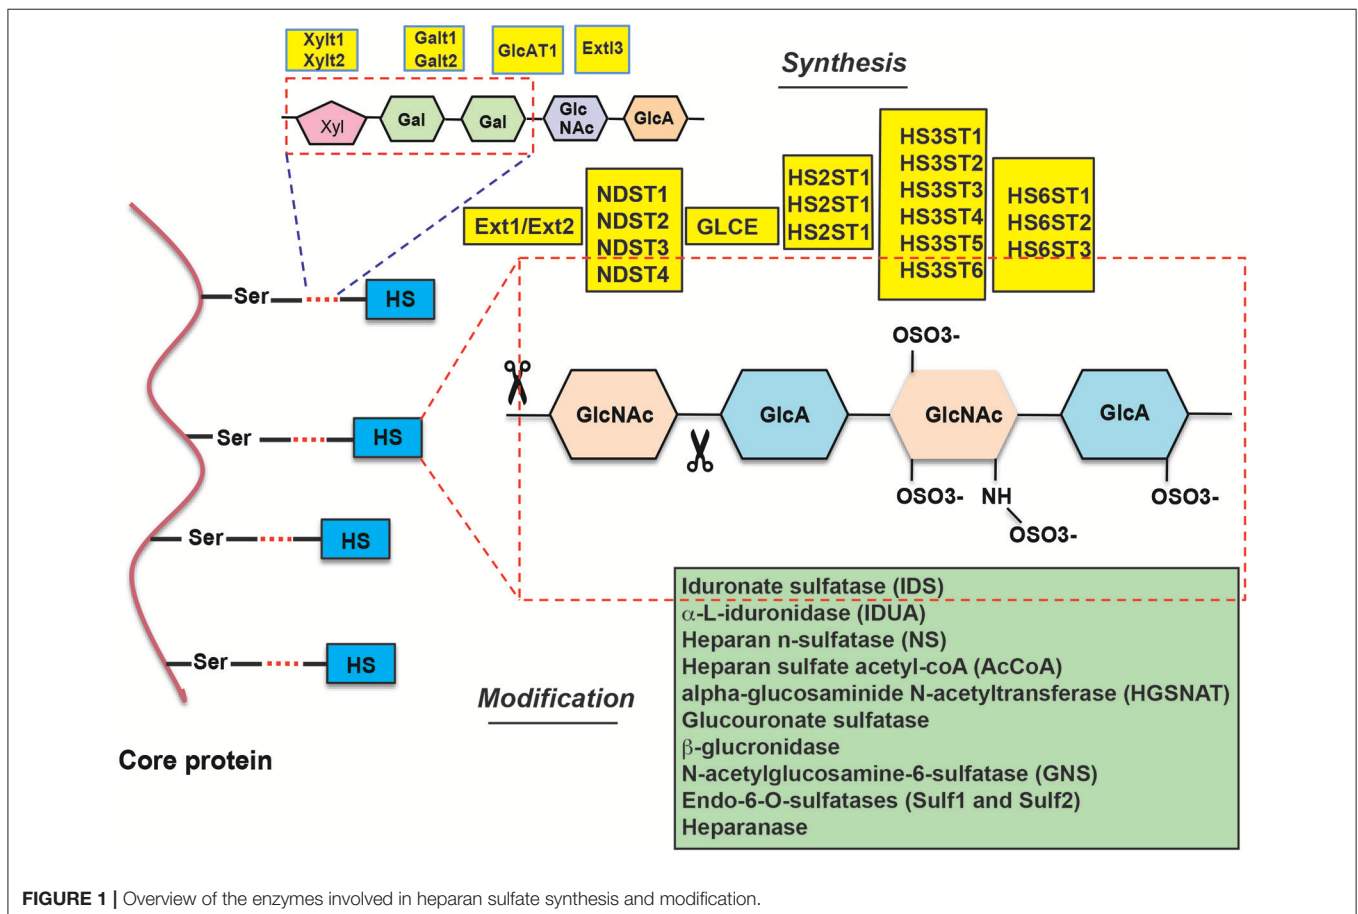 Xylt1
Xylt2
Galt1
Galt2
GlcAT1
Extl3
Synthesis
Xyl
Gal
Gal
Glc
NAc
GlcA
Ext1/Ext2
NDST1
NDST2
NDST3
NDST4
GLCE
HS2ST1
HS2ST1
HS2ST1
HS3ST1
HS3ST2
HS3ST3
HS3ST4
HS3ST5
HS3ST6
HS6ST1
HS6ST2
HS6ST3
Ser
HS
Ser
HS
Ser
HS
Ser
HS
OSO3-
GlcNAc
GlcA
GlcNAc
GlcA
OSO3-
NH
OSO3-
OSO3-
Core protein
Modification
Iduronate sulfatase (IDS)
α-L-iduronidase (IDUA)
Heparan n-sulfatase (NS)
Heparan sulfate acetyl-coA (AcCoA)
alpha-glucosaminide N-acetyltransferase (HGSNAT)
Glucouronate sulfatase
β-glucronidase
N-acetylglucosamine-6-sulfatase (GNS)
Endo-6-O-sulfatases (Sulf1 and Sulf2)
Heparanase
FIGURE 1 | Overview of the enzymes involved in heparan sulfate synthesis and modification.